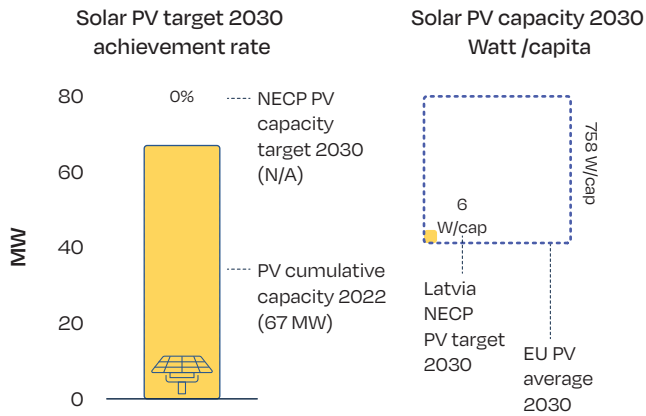 Solar PV target 2030
achievement rate
80
60
40
20
0
MW
0%
NECP PV
capacity
target 2030
(N/A)
PV cumulative
capacity 2022
(67 MW)
Solar PV capacity 2030
Watt /capita
758 W/cap
6
W/cap
Latvia
NECP
PV target
2030
EU PV
average
2030